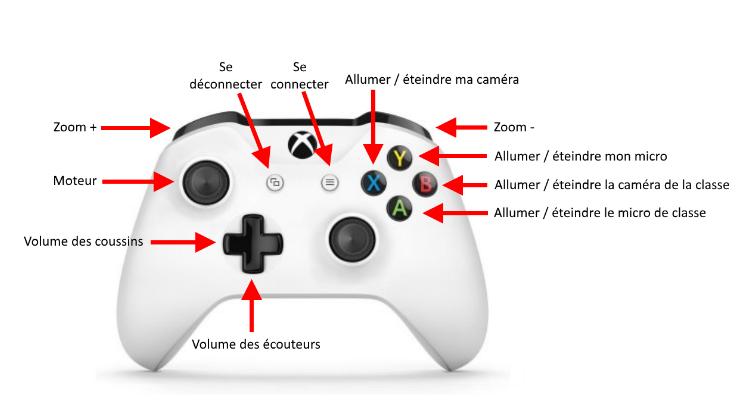 Se
déconnecter
Se
connecter
Allumer / éteindre ma caméra
Zoom +
Zoom -
Allumer / éteindre mon micro
Moteur
Allumer / éteindre la caméra de la classe
Allumer / éteindre le micro de classe
Volume des coussins
Volume des écouteurs
Y
X
B
A